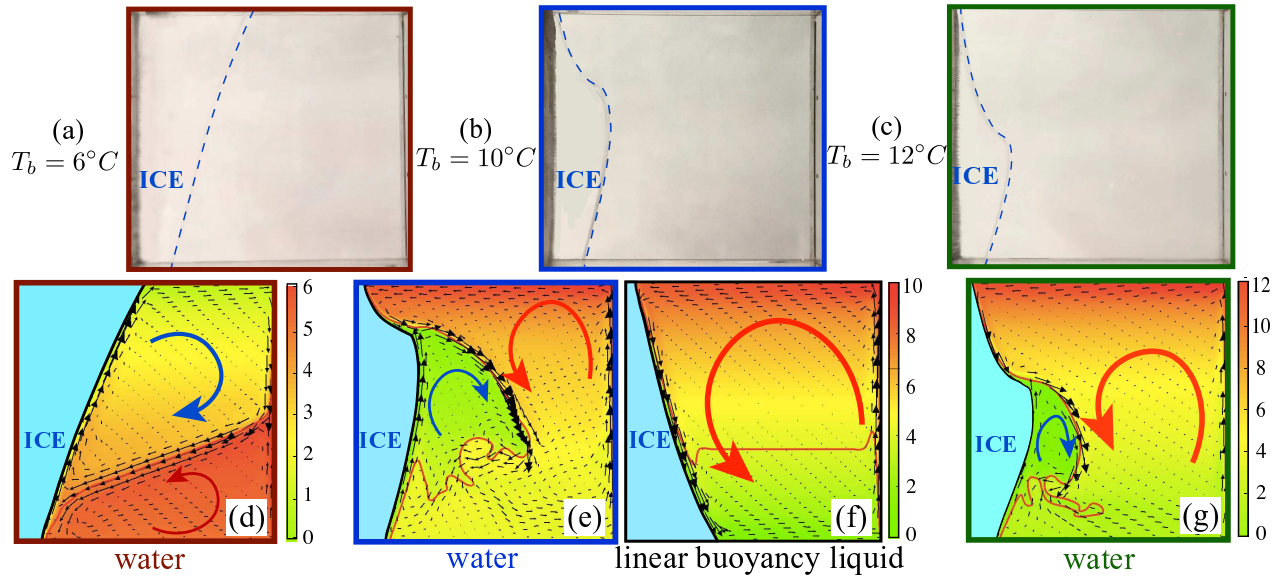 (a)
T_b = 6°C
ICE
(b)
T_b = 10°C
ICE
(c)
T_b = 12°C
ICE
ICE
(d)
6
5
4
3
2
1
0
water
ICE
(e)
water
ICE
(f)
10
8
6
4
2
0
linear buoyancy liquid
ICE
(g)
12
10
8
6
4
2
0
water